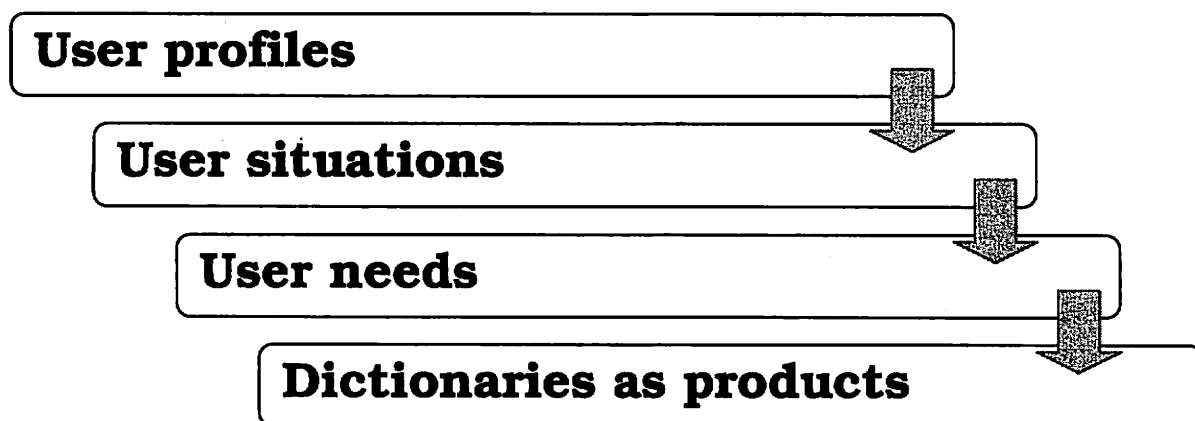 User profiles
User situations
User needs
Dictionaries as products